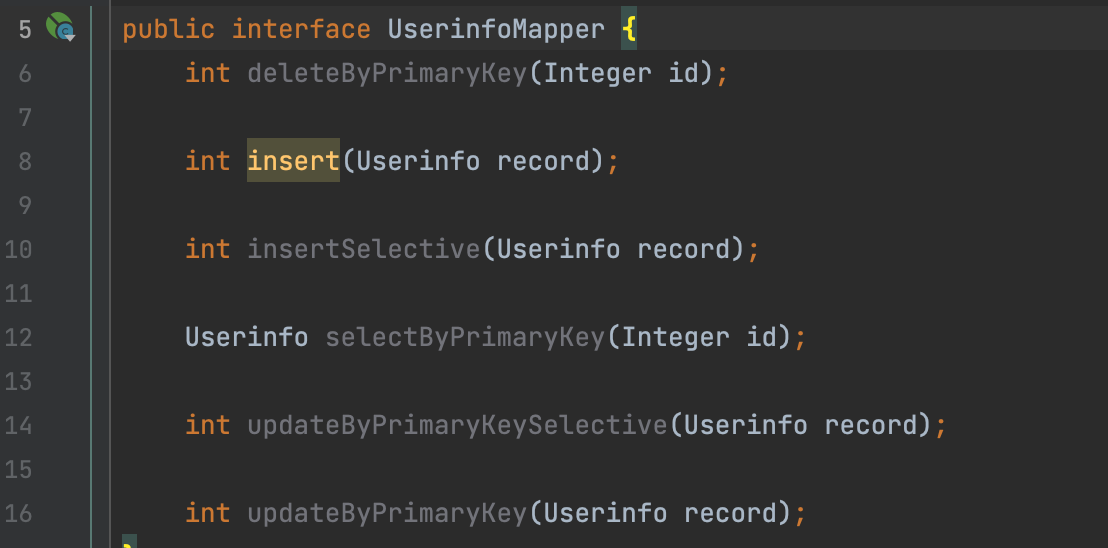 5 public interface UserinfoMapper {
6 int deleteByPrimaryKey(Integer id);
7
8 int insert(Userinfo record);
9
10 int insertSelective(Userinfo record);
11
12 Userinfo selectByPrimaryKey(Integer id);
13
14 int updateByPrimaryKeySelective(Userinfo record);
15
16 int updateByPrimaryKey(Userinfo record);
}